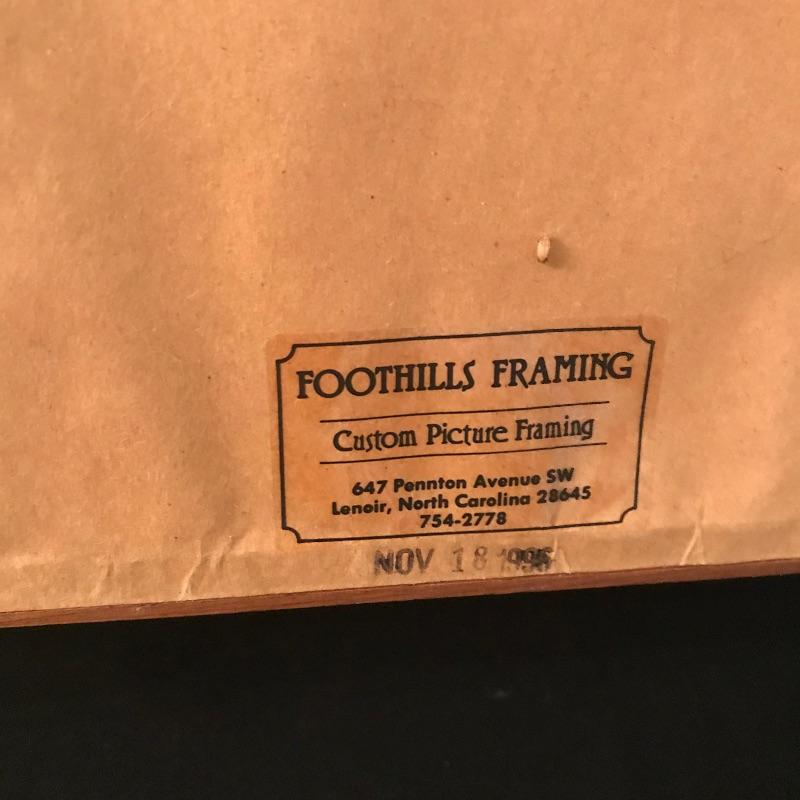 FOOTHILLS FRAMING
Custom Picture Framing
647 Pennton Avenue SW
Lenoir, North Carolina 28645
754-2778
NOV 18 1996